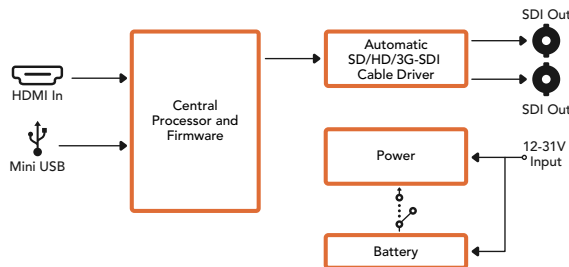 SDI Out
Automatic
SD/HD/3G-SDI
Cable Driver
HDMI In
Central
Processor and
Firmware
SDI Out
Mini USB
Power
12-31V
Input
Battery